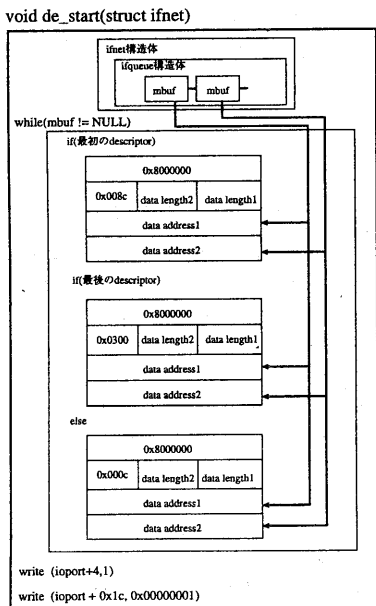 void de_start(struct ifnet)
ifnet構造体
ifqueue構造体
mbuf mbuf
while(mbuf != NULL)
if(最初のdescriptor)
0x8000000
0x008c data length2 data length1
data address1
data address2
if(最後のdescriptor)
0x8000000
0x0300 data length2 data length1
data address1
data address2
else
0x8000000
0x000c data length2 data length1
data address1
data address2
write (ioport+4,1)
write (ioport + 0x1c, 0x00000001)